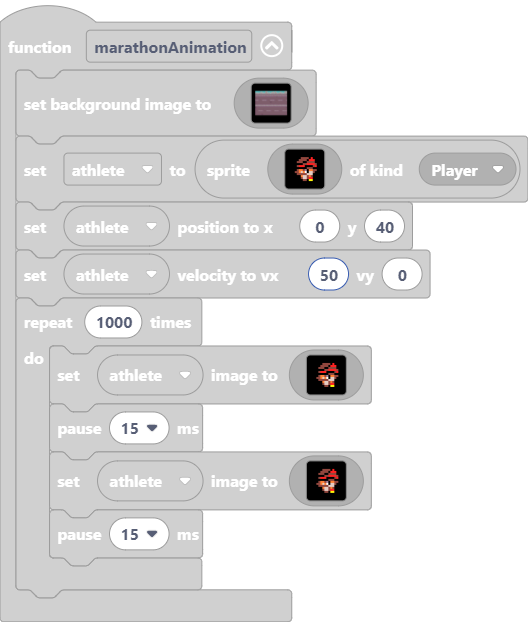 function marathonAnimation
set background image to
set athlete to sprite of kind Player
set athlete position to x 0 y 40
set athlete velocity to vx 50 vy 0
repeat 1000 times
do
set athlete image to
pause 15 ms
set athlete image to
pause 15 ms